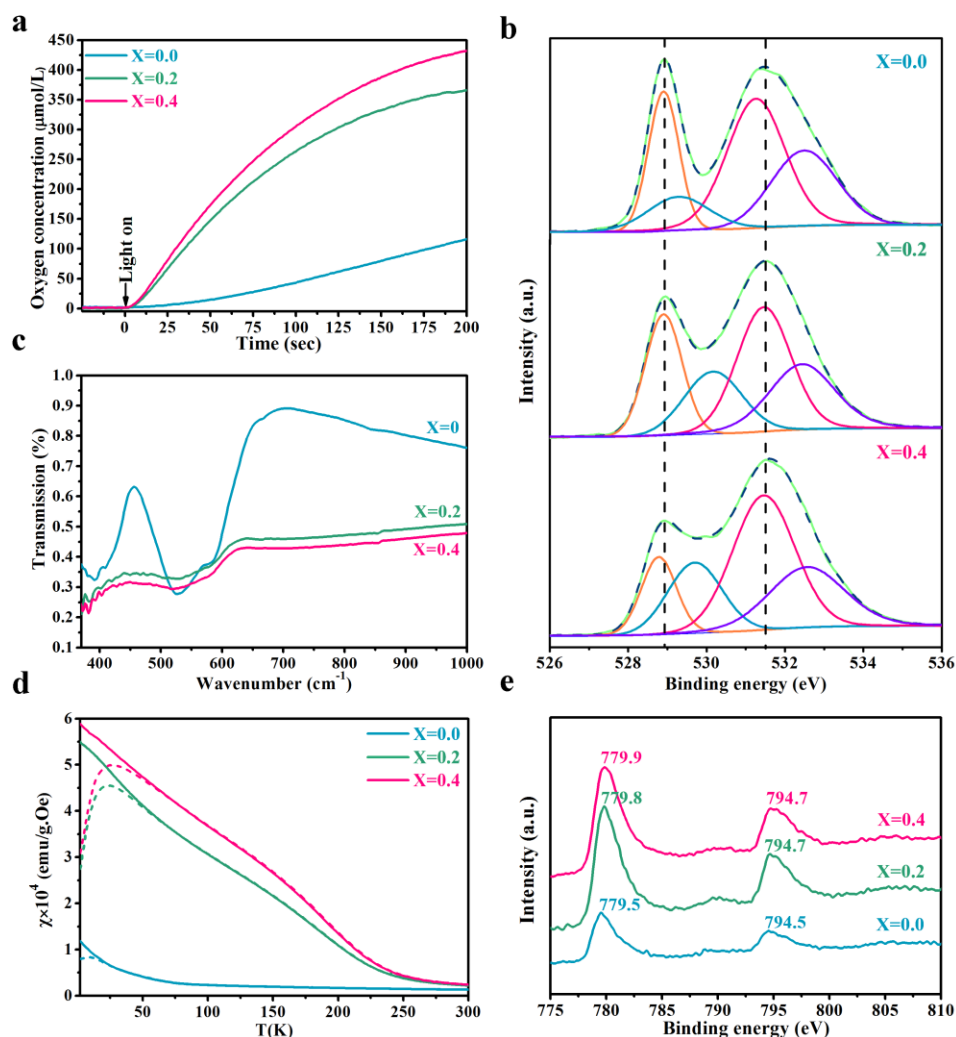 a
450
400
350
300
250
200
150
100
50
0
X=0.0
X=0.2
X=0.4
Oxygen concentration (µmol/L)
Light on
0 25 50 75 100 125 150 175 200
Time (sec)
b
X=0.0
X=0.2
X=0.4
Intensity (a.u.)
526 528 530 532 534 536
Binding energy (eV)
c
1.0
0.9
0.8
0.7
0.6
0.5
0.4
0.3
0.2
0.1
Transmission (%)
X=0
X=0.2
X=0.4
400 500 600 700 800 900 1000
Wavenumber (cm⁻¹)
d
6
5
4
3
2
1
0
χ×10⁴ (emu/g.Oe)
X=0.0
X=0.2
X=0.4
50 100 150 200 250 300
T(K)
e
Intensity (a.u.)
779.9
794.7
X=0.4
779.8
794.7
X=0.2
779.5
794.5
X=0.0
775 780 785 790 795 800 805 810
Binding energy (eV)